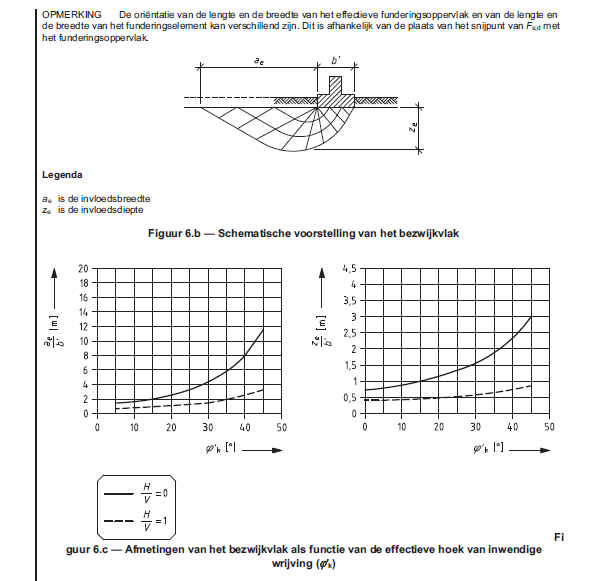 OPMERKING De oriëntatie van de lengte en de breedte van het effectieve funderingsoppervlak en van de lengte en
de breedte van het funderingselement kan verschillend zijn. Dit is afhankelijk van de plaats van het snijpunt van Fs;d met
het funderingsoppervlak.
ae b'
ze
Legenda
ae is de invloedsbreedte
ze is de invloedsdiepte
Figuur 6.b — Schematische voorstelling van het bezwijkvlak
20
18
16
14
12
10
8
6
4
2
0
ae/b' [m]
0 10 20 30 40 50
φ'k [°]
4,5
4
3,5
3
2,5
2
1,5
1
0,5
0
ze/b' [m]
0 10 20 30 40 50
φ'k |°]
H/V =0
H/V =1
Fi
guur 6.c — Afmetingen van het bezwijkvlak als functie van de effectieve hoek van inwendige
wrijving (φ'k)